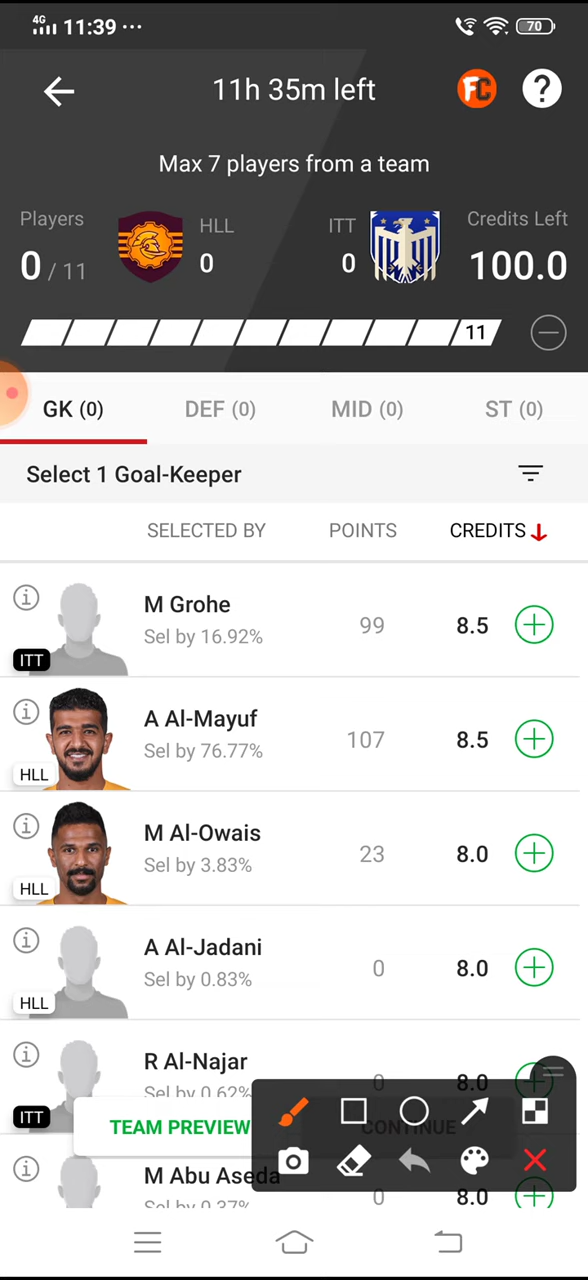 4G 11:39 ··· 70
11h 35m left FC ?
Max 7 players from a team
Players HLL ITT Credits Left
0 / 11 0 0 100.0
11
GK (0) DEF (0) MID (0) ST (0)
Select 1 Goal-Keeper
SELECTED BY POINTS CREDITS
M Grohe
Sel by 16.92% 99 8.5
ITT
A Al-Mayuf
Sel by 76.77% 107 8.5
HLL
M Al-Owais
Sel by 3.83% 23 8.0
HLL
A Al-Jadani
Sel by 0.83% 0 8.0
HLL
R Al-Najar
Sel by 0.62% 0 8.0
ITT
TEAM PREVIEW CONTINUE
M Abu Aseda
Sel by 0.37% 0 8.0